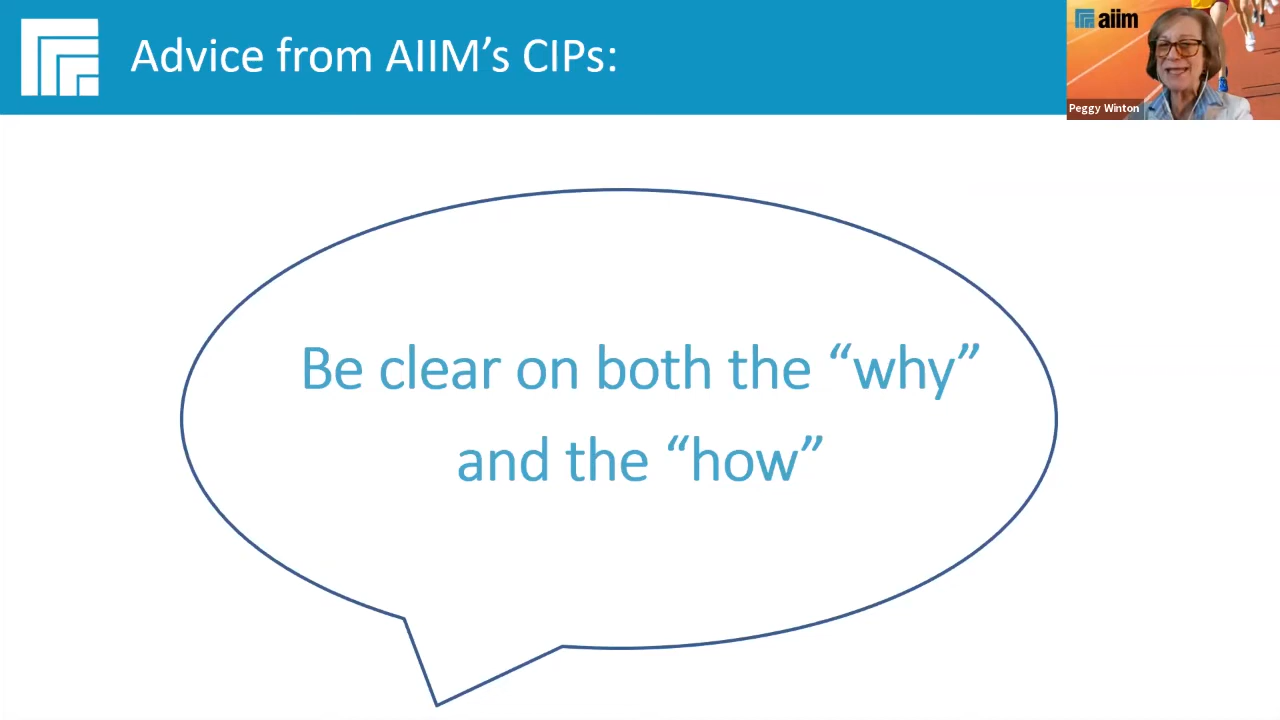 Advice from AIIM’s CIPs:
aiim
Peggy Winton
Be clear on both the “why”
and the “how”